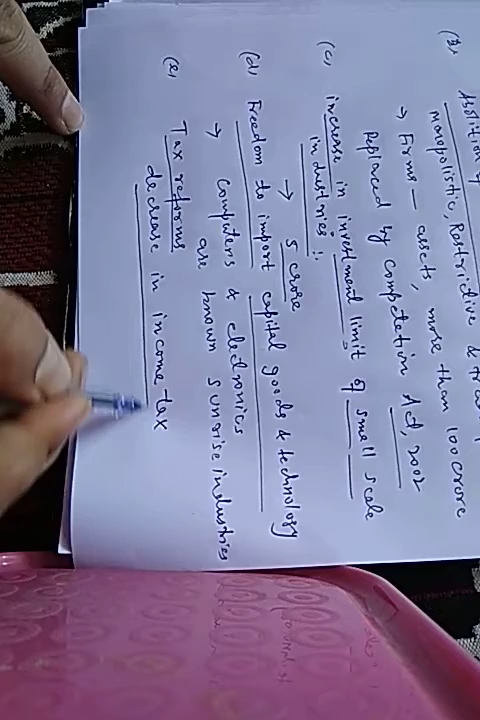 (b) Abolition of
Monopolistic, Restrictive &
→ Firms — assets, more than 100 crore
Replaced by competetion Act, 2002
(c) increase in investment limit of small scale
industries :
→ 5 crore
(d) Freedom to import capital goods & technology
→ Computers & electronics
are known sunrise industries
(e) Tax reforms
decrease in income tax